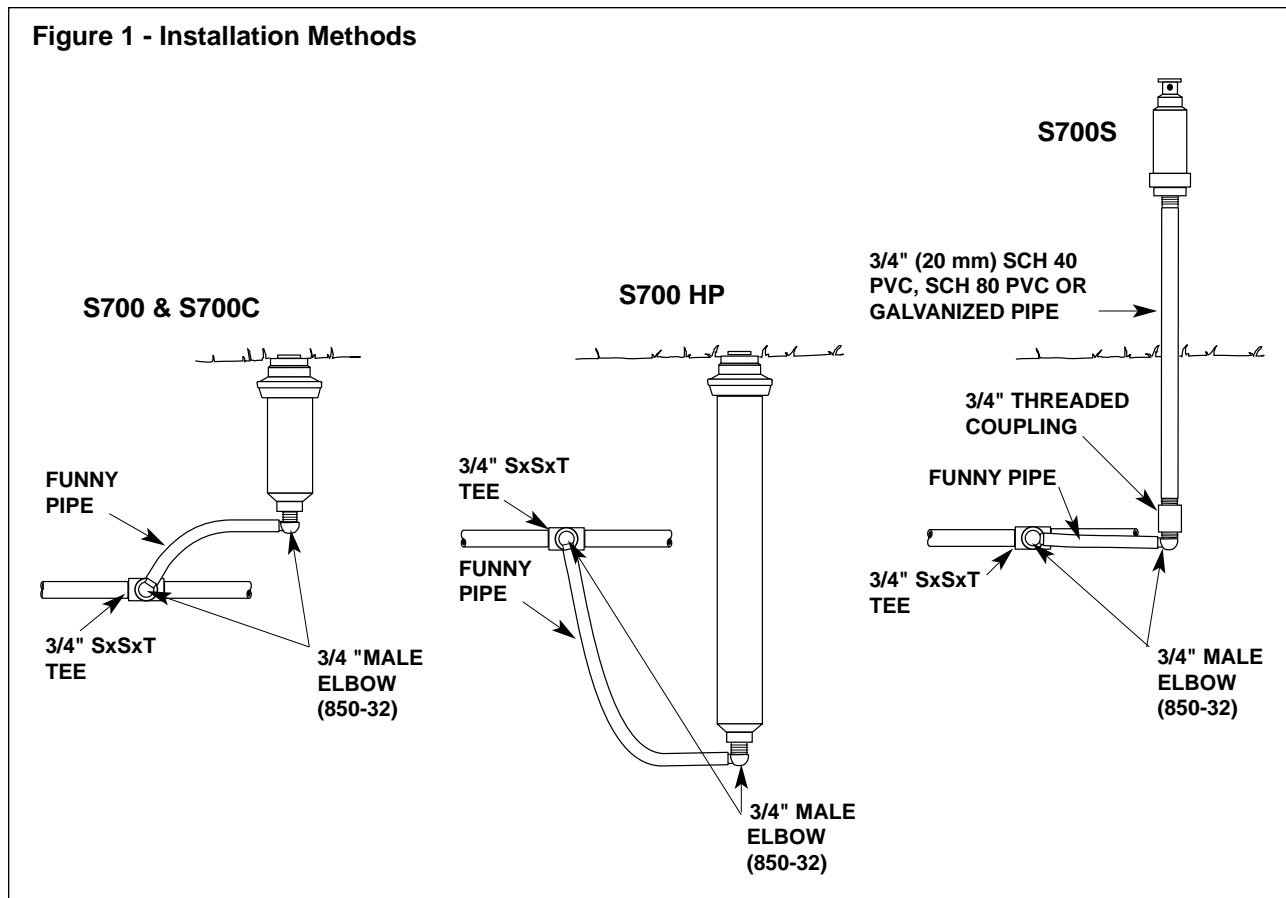 Figure 1 - Installation Methods
S700 & S700C
FUNNY
PIPE
3/4" SxSxT
TEE
3/4 "MALE
ELBOW
(850-32)
S700 HP
3/4" SxSxT
TEE
FUNNY
PIPE
3/4" MALE
ELBOW
(850-32)
S700S
3/4" (20 mm) SCH 40
PVC, SCH 80 PVC OR
GALVANIZED PIPE
3/4" THREADED
COUPLING
FUNNY PIPE
3/4" SxSxT
TEE
3/4" MALE
ELBOW
(850-32)